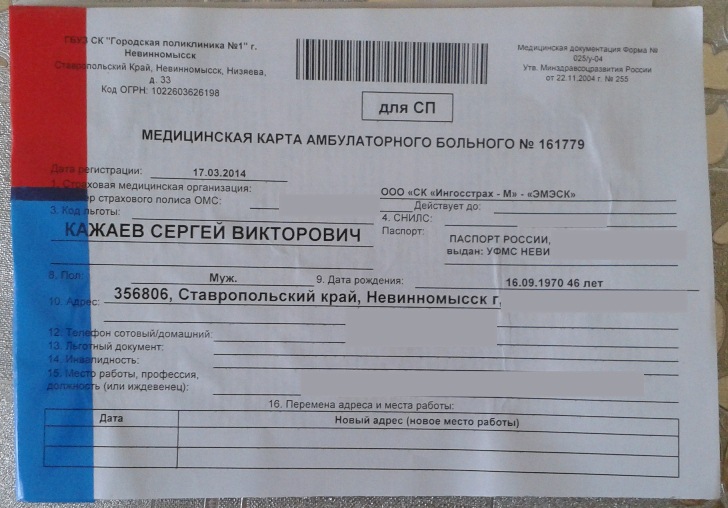 ГБУЗ СК "Городская поликлиника №1" г.
Невинномысск
Ставропольский Край, Невинномысск, Низяева,
д. 33
Код ОГРН: 1022603626198
Медицинская документация Форма №
025/у-04
Утв. Минздравсоцразвития России
от 22.11.2004 г. № 255
для СП
МЕДИЦИНСКАЯ КАРТА АМБУЛАТОРНОГО БОЛЬНОГО № 161779
Дата регистрации: 17.03.2014
1. Страховая медицинская организация: ООО «СК «Ингосстрах - М» - «ЭМЭСК»
ер страхового полиса ОМС: Действует до:
3. Код льготы: 4. СНИЛС:
КАЖАЕВ СЕРГЕЙ ВИКТОРОВИЧ Паспорт: ПАСПОРТ РОССИИ,
выдан: УФМС НЕВИ
8. Пол: Муж. 9. Дата рождения: 16.09.1970 46 лет
10. Адрес: 356806, Ставропольский край, Невинномысск г
12. Телефон сотовый/домашний:
13. Льготный документ:
14. Инвалидность:
15. Место работы, профессия,
должность (или иждевенец):
16. Перемена адреса и места работы:
Дата Новый адрес (новое место работы)